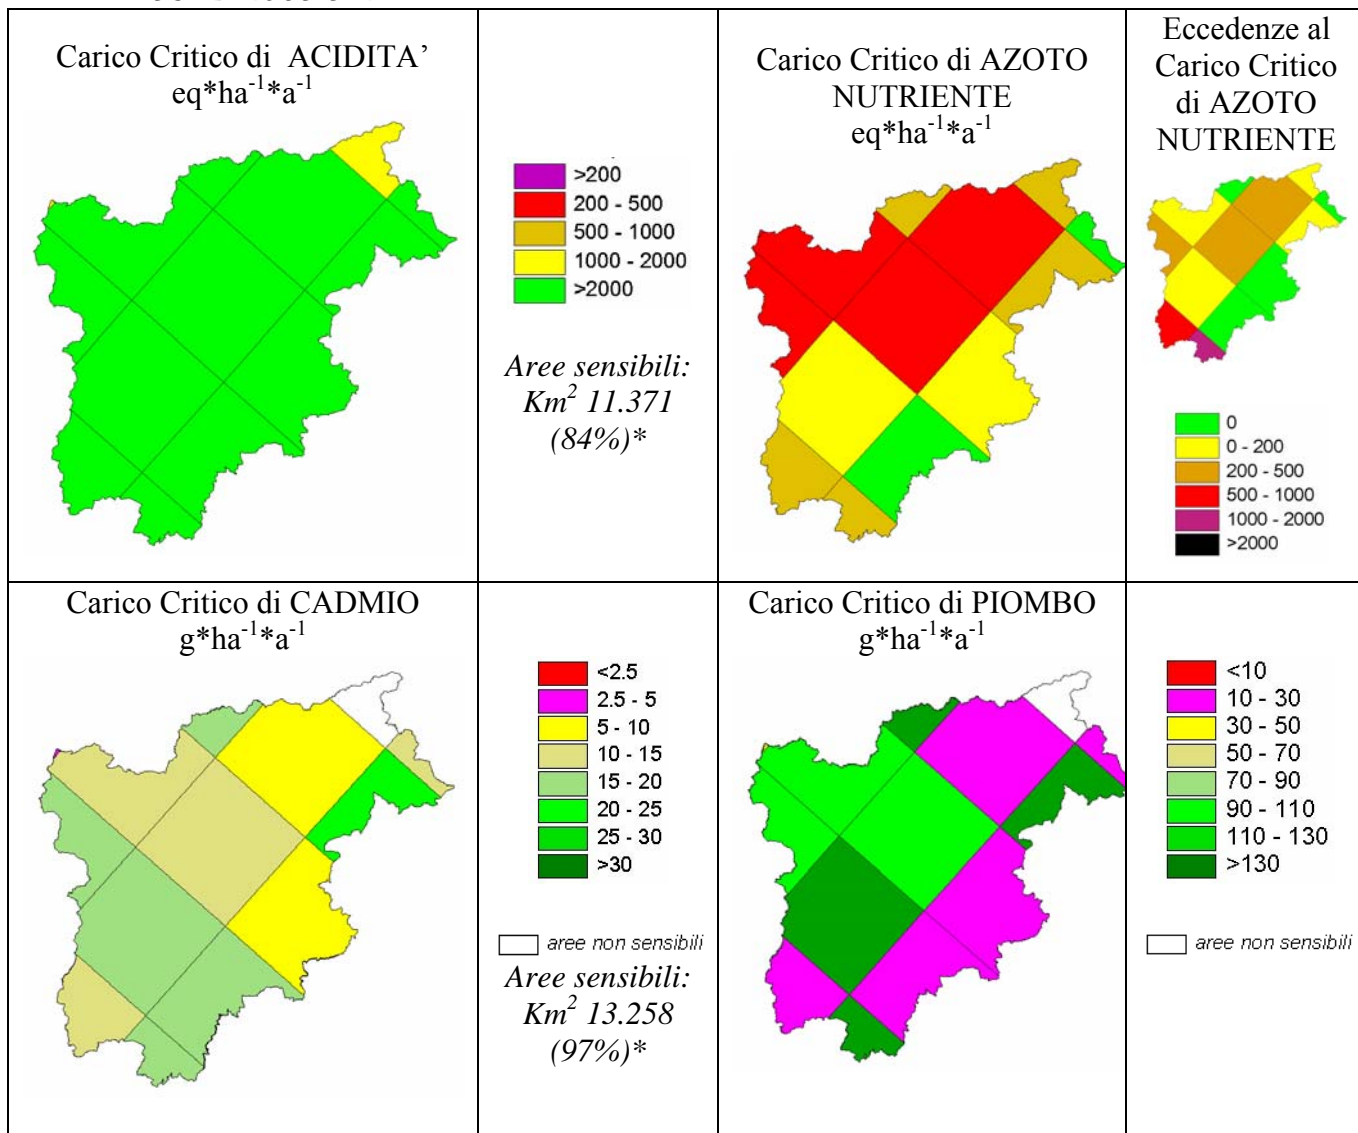 Carico Critico di ACIDITA’
eq*ha-1*a-1
>200
200 - 500
500 - 1000
1000 - 2000
>2000
Aree sensibili:
Km2 11.371
(84%)*
Carico Critico di AZOTO
NUTRIENTE
eq*ha-1*a-1
Eccedenze al
Carico Critico
di AZOTO
NUTRIENTE
0
0 - 200
200 - 500
500 - 1000
1000 - 2000
>2000
Carico Critico di CADMIO
g*ha-1*a-1
<2.5
2.5 - 5
5 - 10
10 - 15
15 - 20
20 - 25
25 - 30
>30
aree non sensibili
Aree sensibili:
Km2 13.258
(97%)*
Carico Critico di PIOMBO
g*ha-1*a-1
<10
10 - 30
30 - 50
50 - 70
70 - 90
90 - 110
110 - 130
>130
aree non sensibili